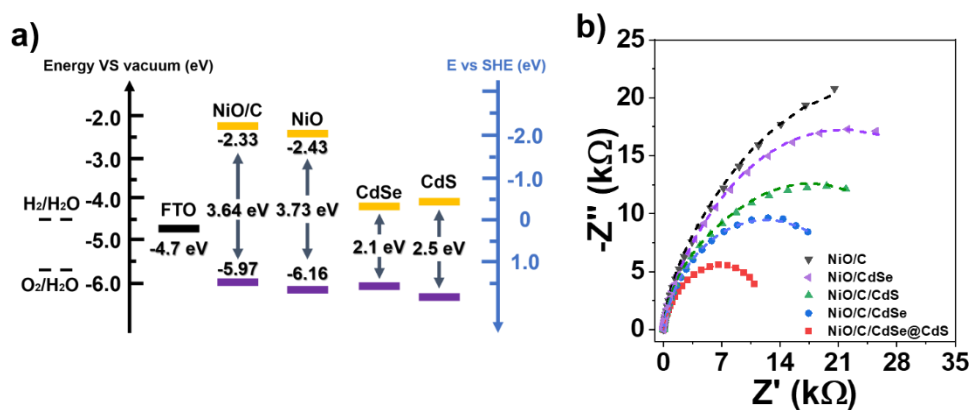 a)
Energy VS vacuum (eV)
E vs SHE (eV)
-2.0
-3.0
-4.0
-5.0
-6.0
H₂/H₂O
O₂/H₂O
FTO
-4.7 eV
NiO/C
-2.33
3.64 eV
-5.97
NiO
-2.43
3.73 eV
-6.16
CdSe
2.1 eV
CdS
2.5 eV
-2.0
-1.0
0
1.0
b)
-Z'' (kΩ)
25
20
15
10
5
0
NiO/C
NiO/CdSe
NiO/C/CdS
NiO/C/CdSe
NiO/C/CdSe@CdS
0 7 14 21 28 35
Z' (kΩ)